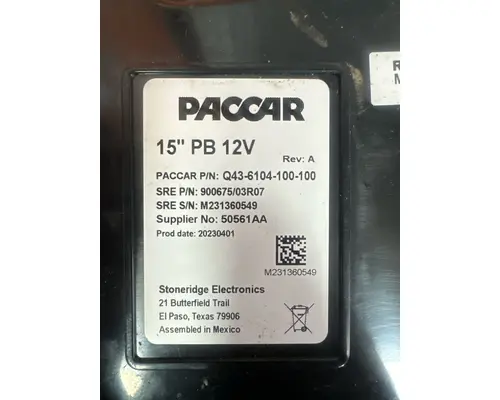 PACCAR
15" PB 12V
Rev: A
PACCAR P/N: Q43-6104-100-100
SRE P/N: 900675/03R07
SRE S/N: M231360549
Supplier No: 50561AA
Prod date: 20230401
M231360549
Stoneridge Electronics
21 Butterfield Trail
El Paso, Texas 79906
Assembled in Mexico